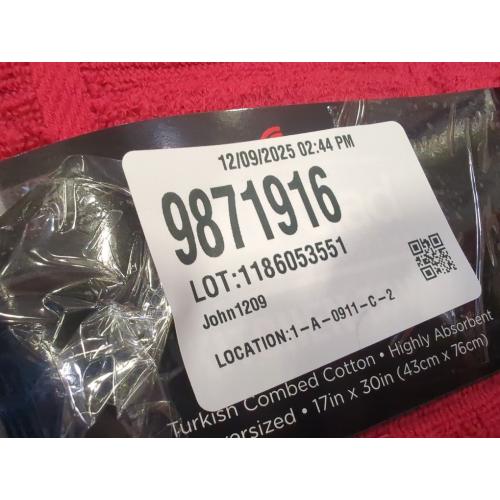 12/09/2025 02:44 PM
9871916
LOT:1186053551
John1209
LOCATION:1-A-0911-C-2
Turkish Combed Cotton • Highly Absorbent
versized • 17in x 30in (43cm x 76cm)